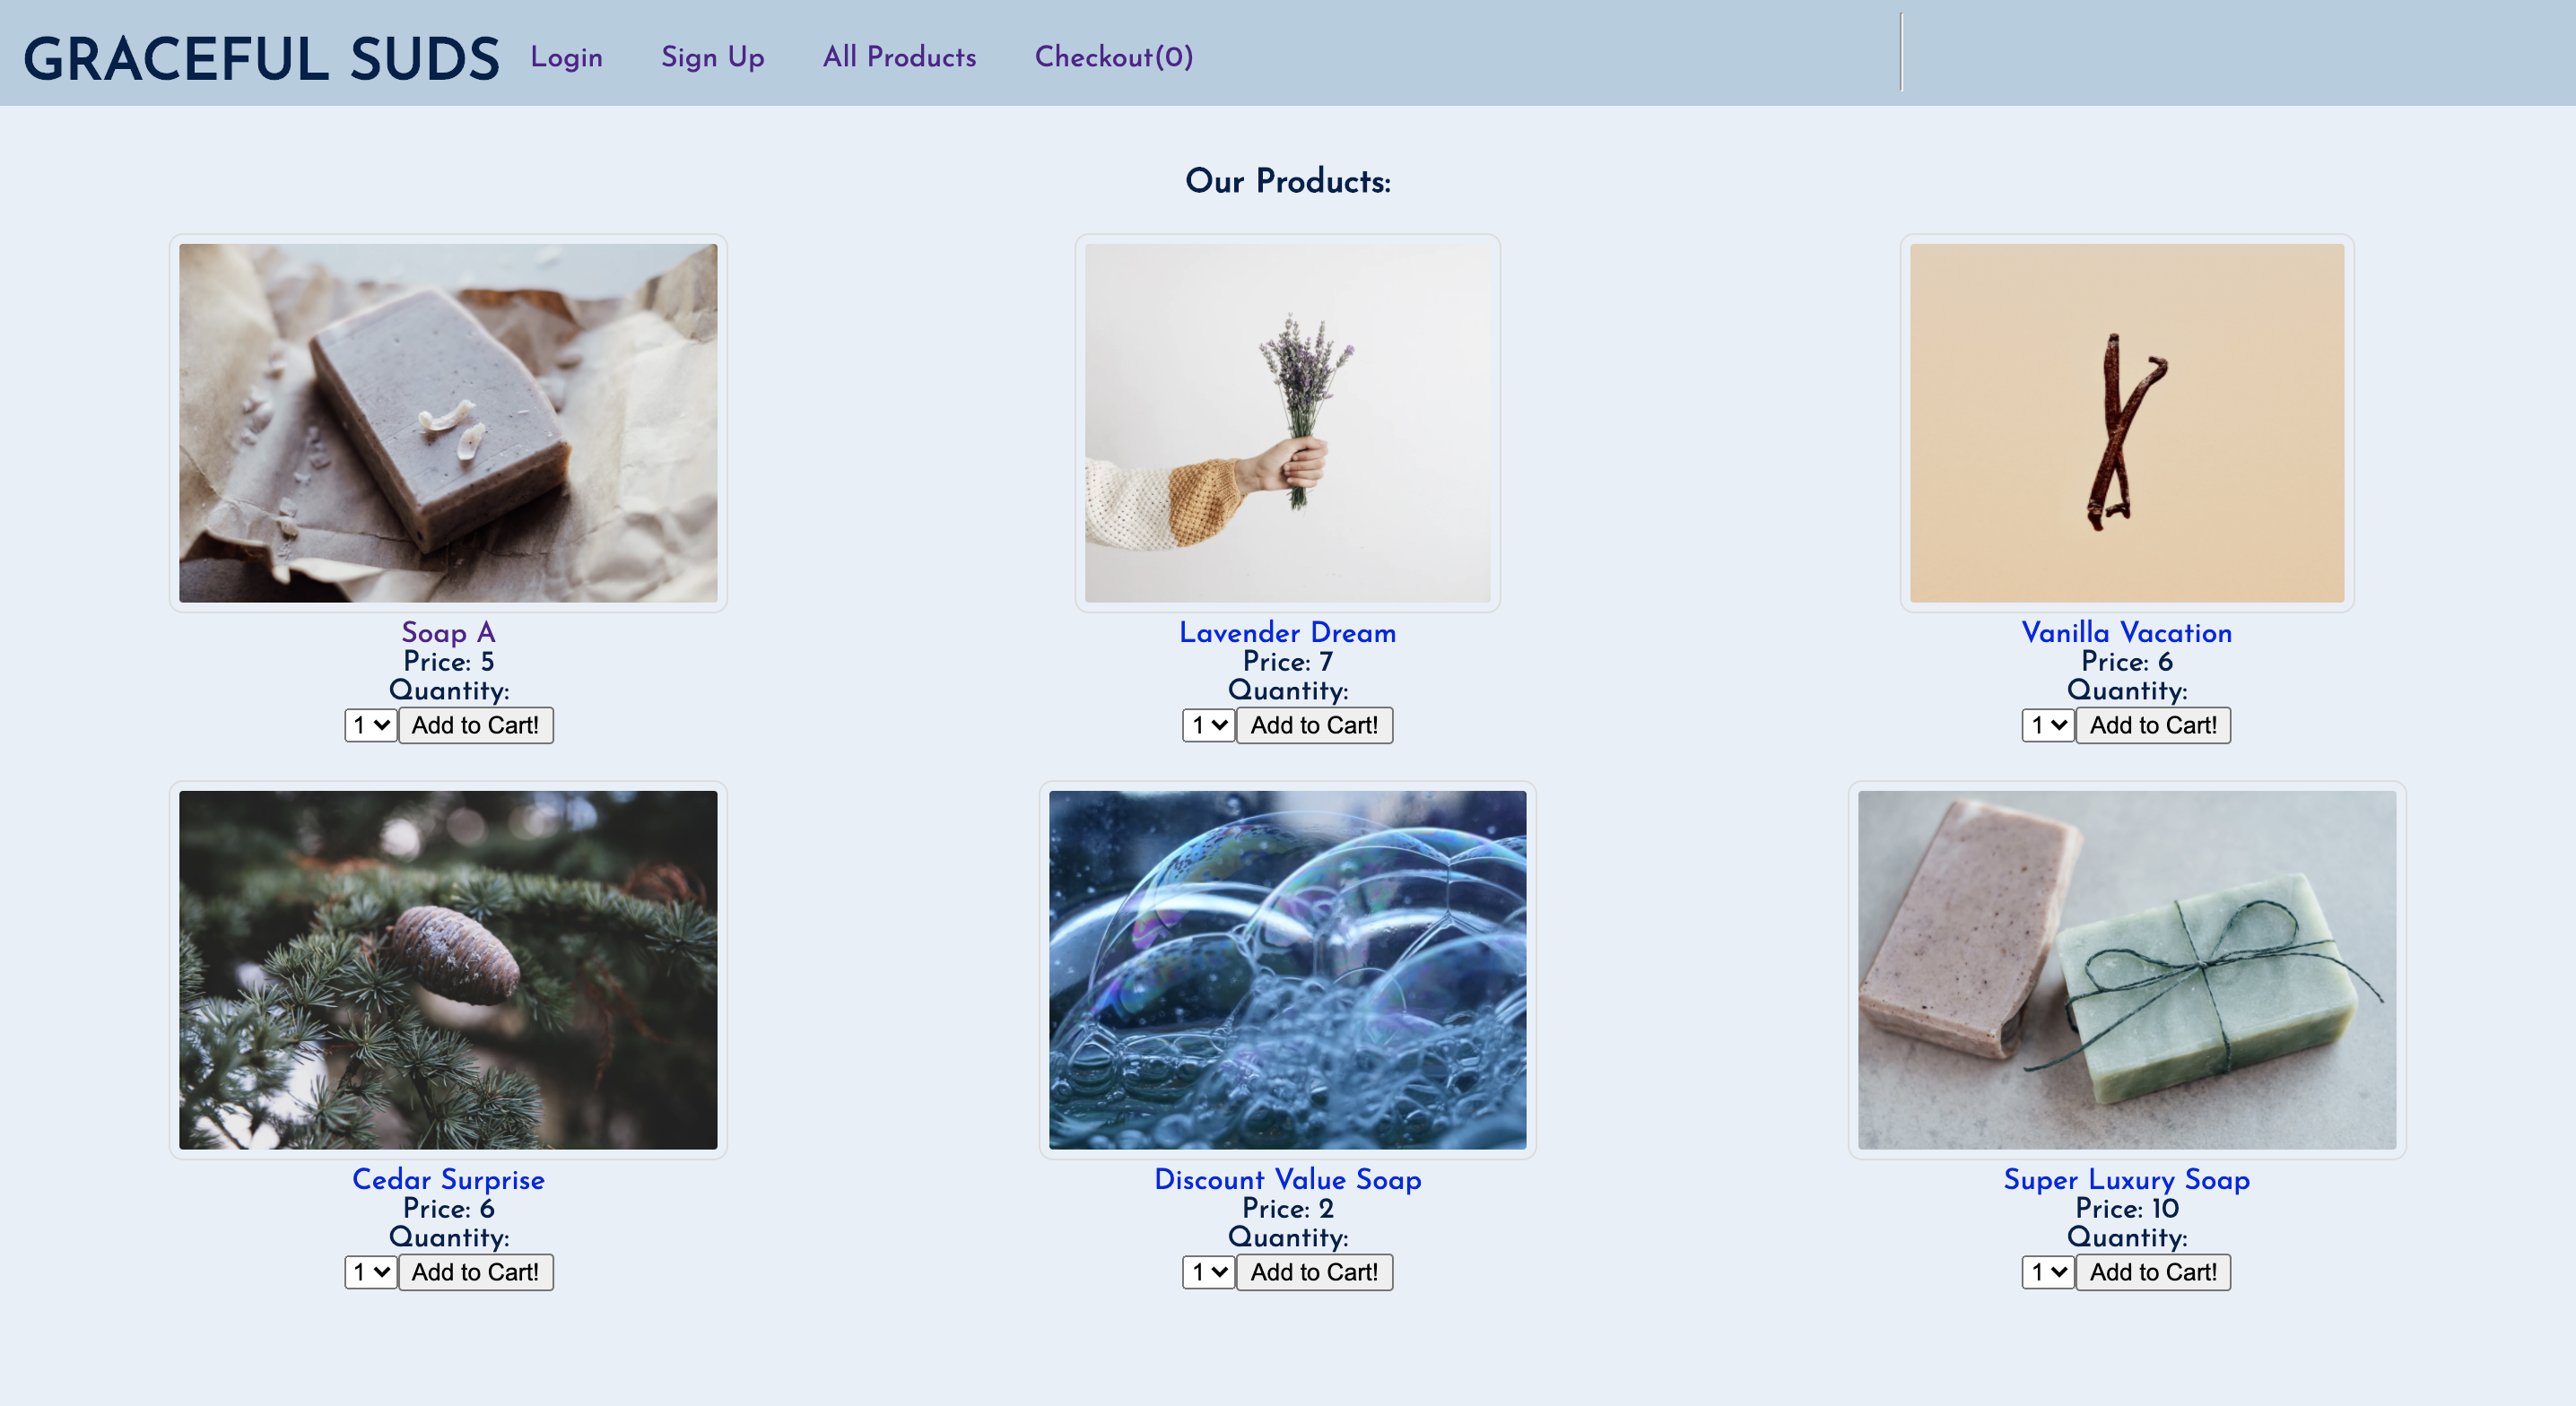 GRACEFUL SUDS Login Sign Up All Products Checkout(0)
Our Products:
Soap A
Price: 5
Quantity:
1 Add to Cart!
Lavender Dream
Price: 7
Quantity:
1 Add to Cart!
Vanilla Vacation
Price: 6
Quantity:
1 Add to Cart!
Cedar Surprise
Price: 6
Quantity:
1 Add to Cart!
Discount Value Soap
Price: 2
Quantity:
1 Add to Cart!
Super Luxury Soap
Price: 10
Quantity:
1 Add to Cart!